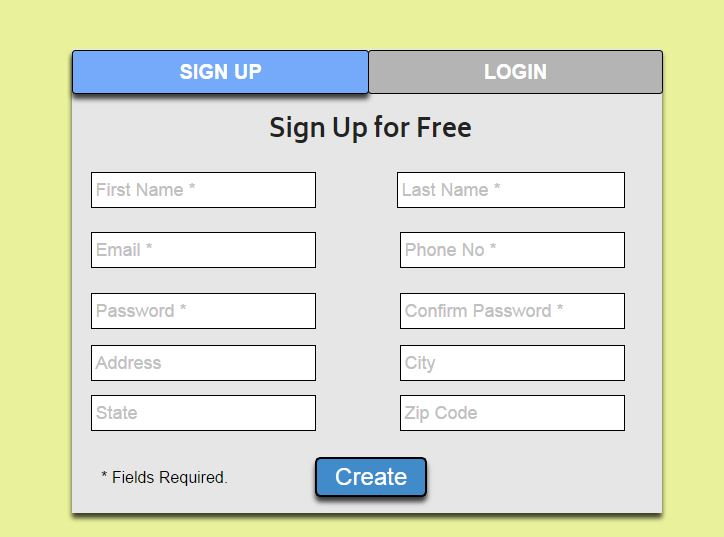 SIGN UP LOGIN
Sign Up for Free
First Name * Last Name *
Email * Phone No *
Password * Confirm Password *
Address City
State Zip Code
* Fields Required. Create